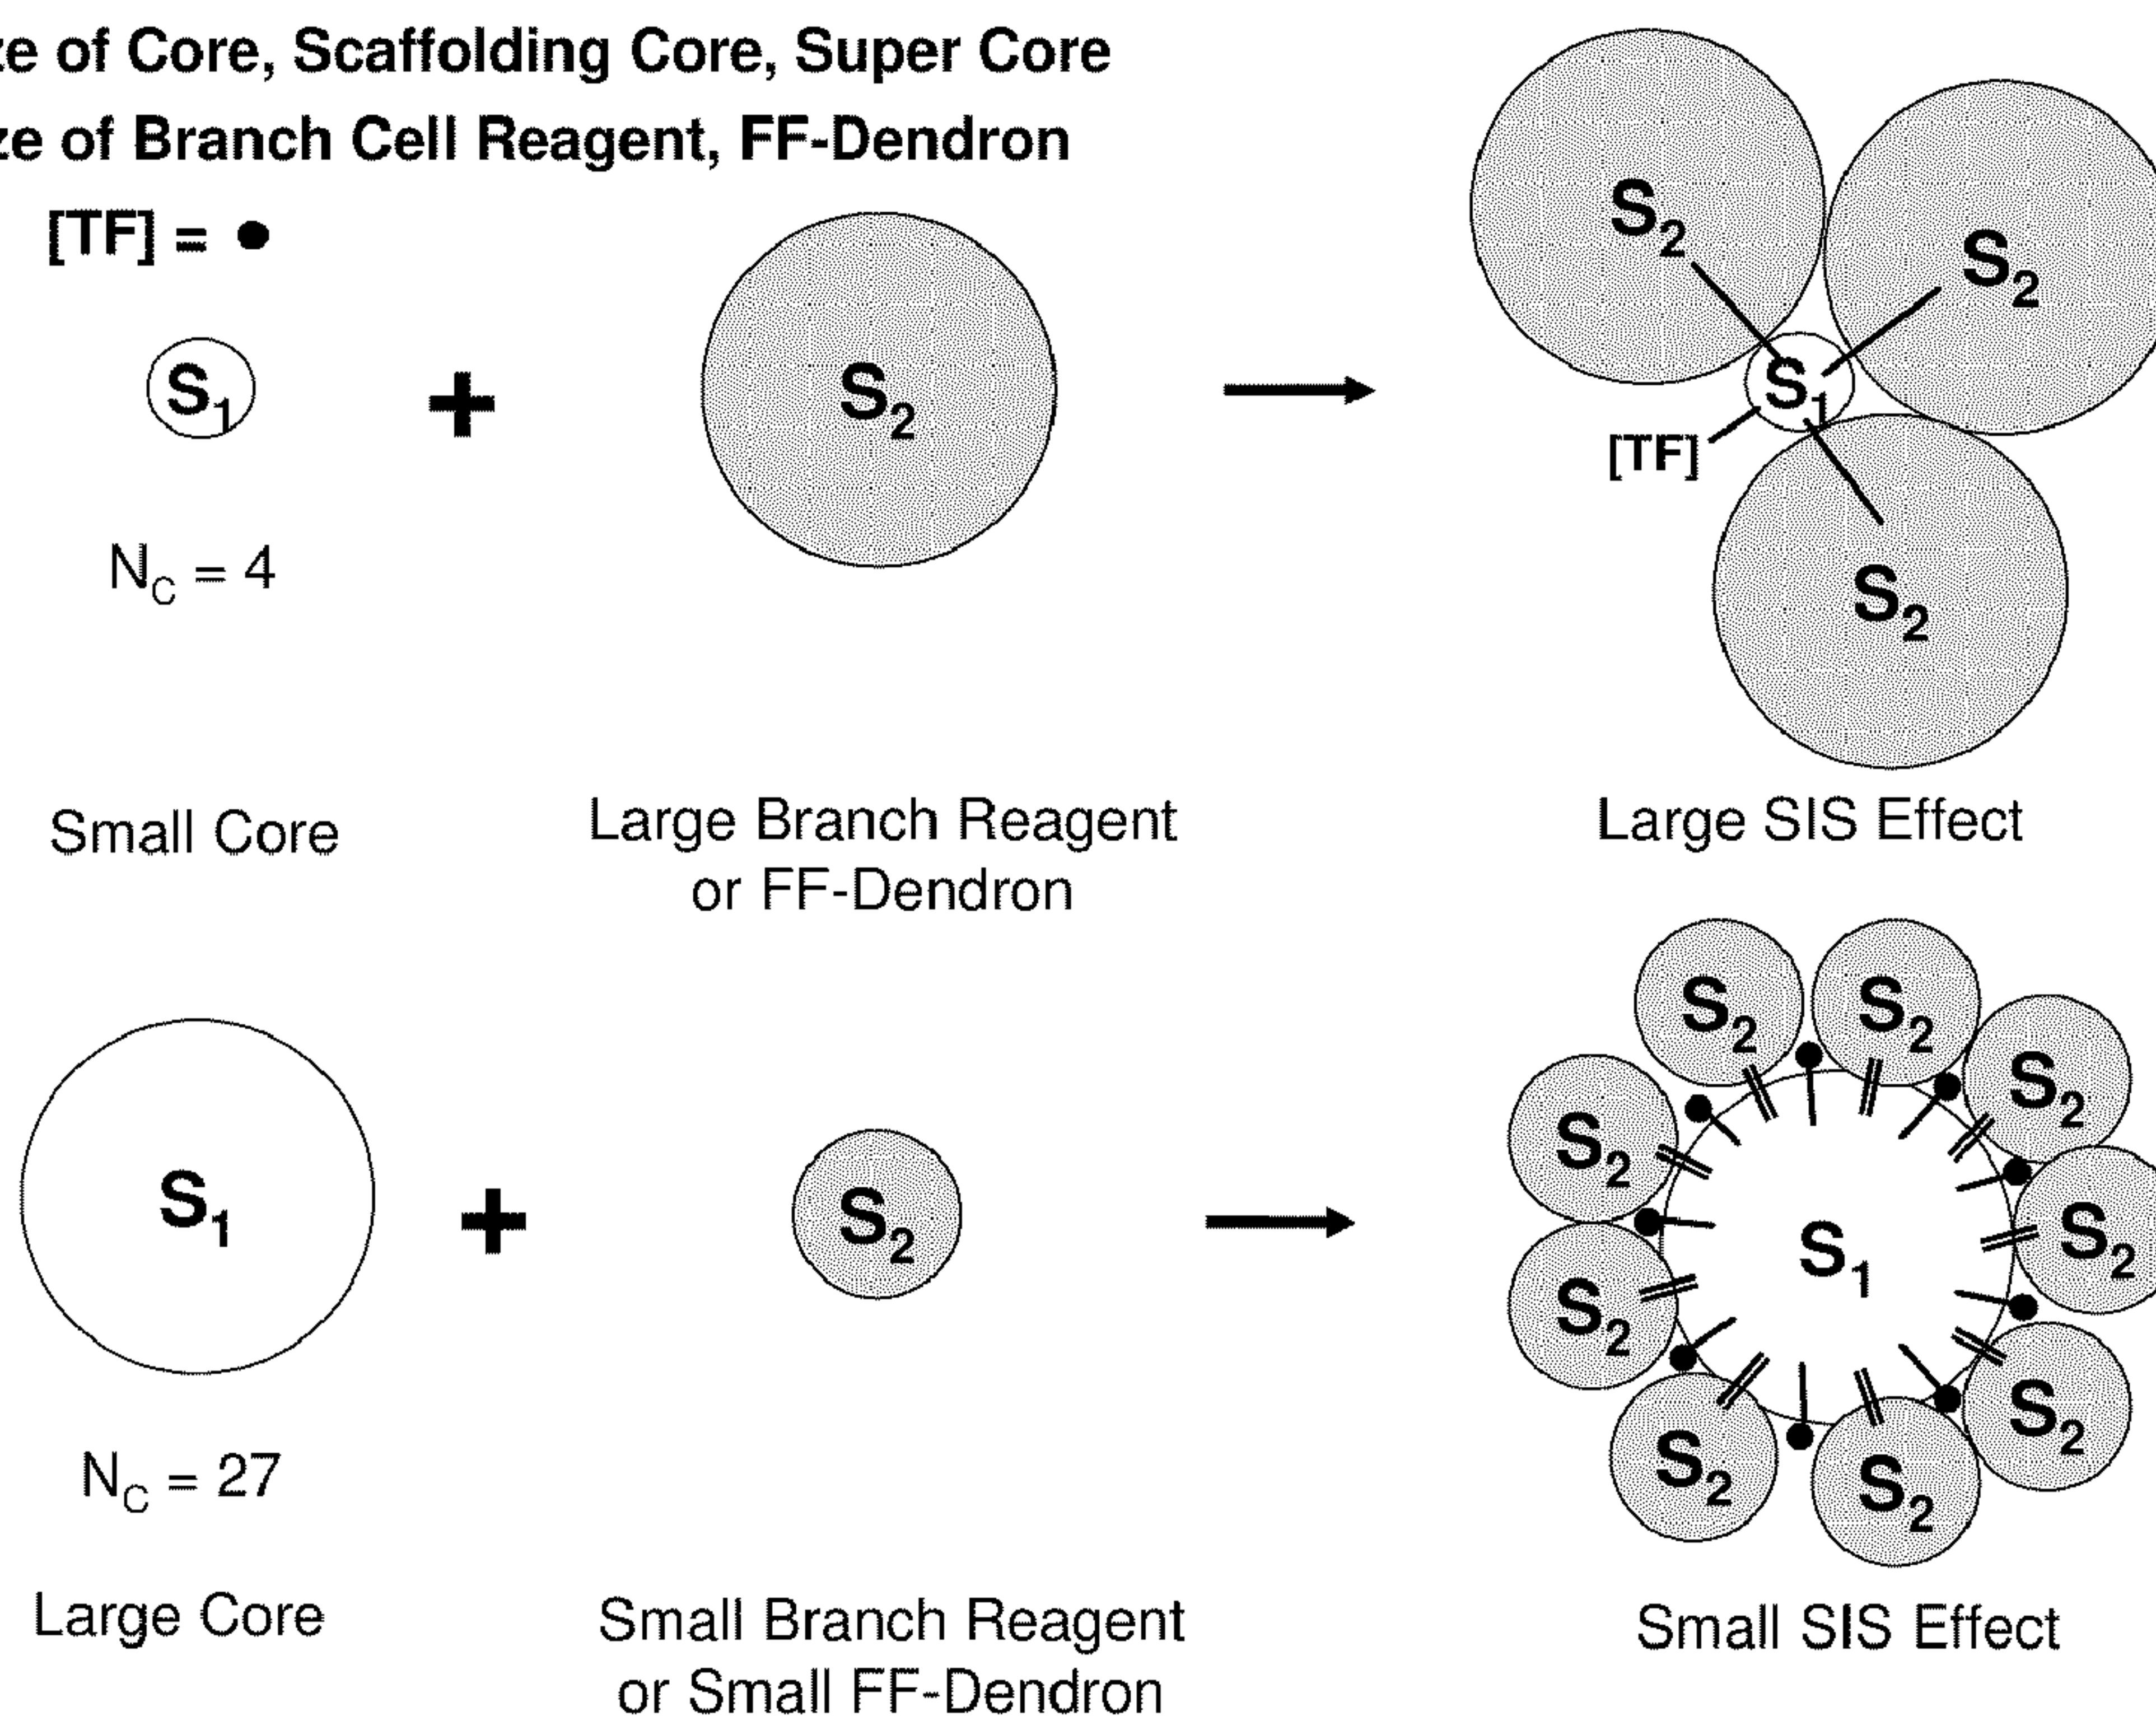 ze of Core, Scaffolding Core, Super Core
ze of Branch Cell Reagent, FF-Dendron
[TF] = ●
S₁
+
S₂
S₂
S₂
S₁
[TF]
S₂
N_C = 4
Small Core
Large Branch Reagent
or FF-Dendron
Large SIS Effect
S₁
+
S₂
S₂
S₂
S₂
S₂
S₂
S₁
S₂
S₂
S₂
S₂
N_C = 27
Large Core
Small Branch Reagent
or Small FF-Dendron
Small SIS Effect